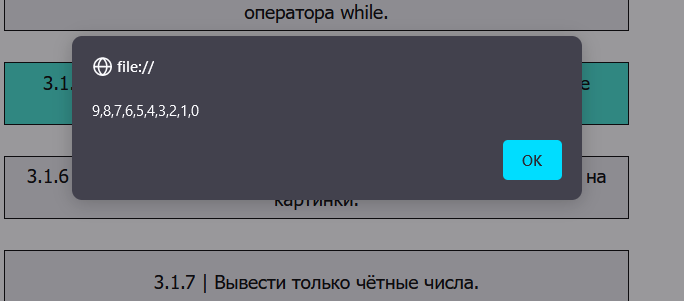 оператора while.
file://
3.1.
9,8,7,6,5,4,3,2,1,0
OK
3.1.6
на
картинки.
3.1.7 | Вывести только чётные числа.